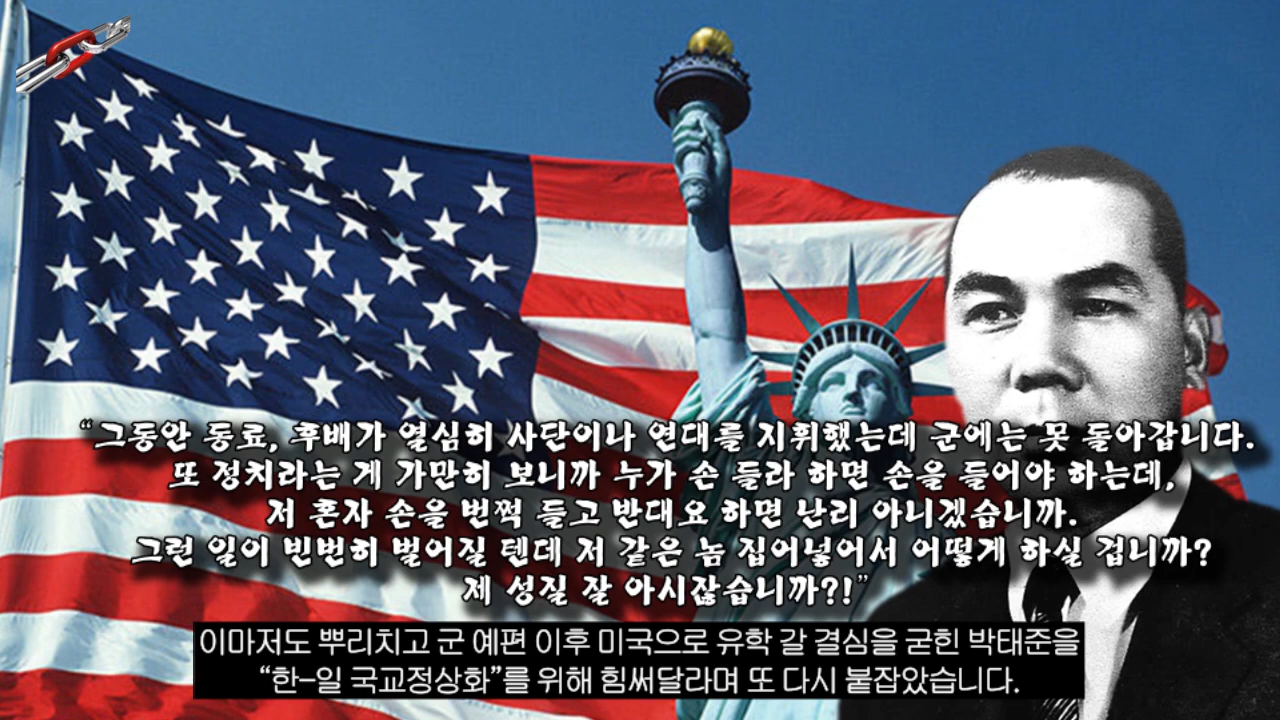 “그동안 동료, 후배가 열심히 사단이나 연대를 지휘했는데 군에는 못 돌아갑니다.
또 정치라는 게 가만히 보니까 누가 손 들라 하면 손을 들어야 하는데,
저 혼자 손을 번쩍 들고 반대요 하면 난리 아니겠습니까.
그런 일이 빈번히 벌어질 텐데 저 같은 놈 집어넣어서 어떻게 하실 겁니까?
제 성질 잘 아시잖습니까?!”
이마저도 뿌리치고 군 예편 이후 미국으로 유학 갈 결심을 굳힌 박태준을
“한-일 국교정상화”를 위해 힘써달라며 또 다시 붙잡았습니다.